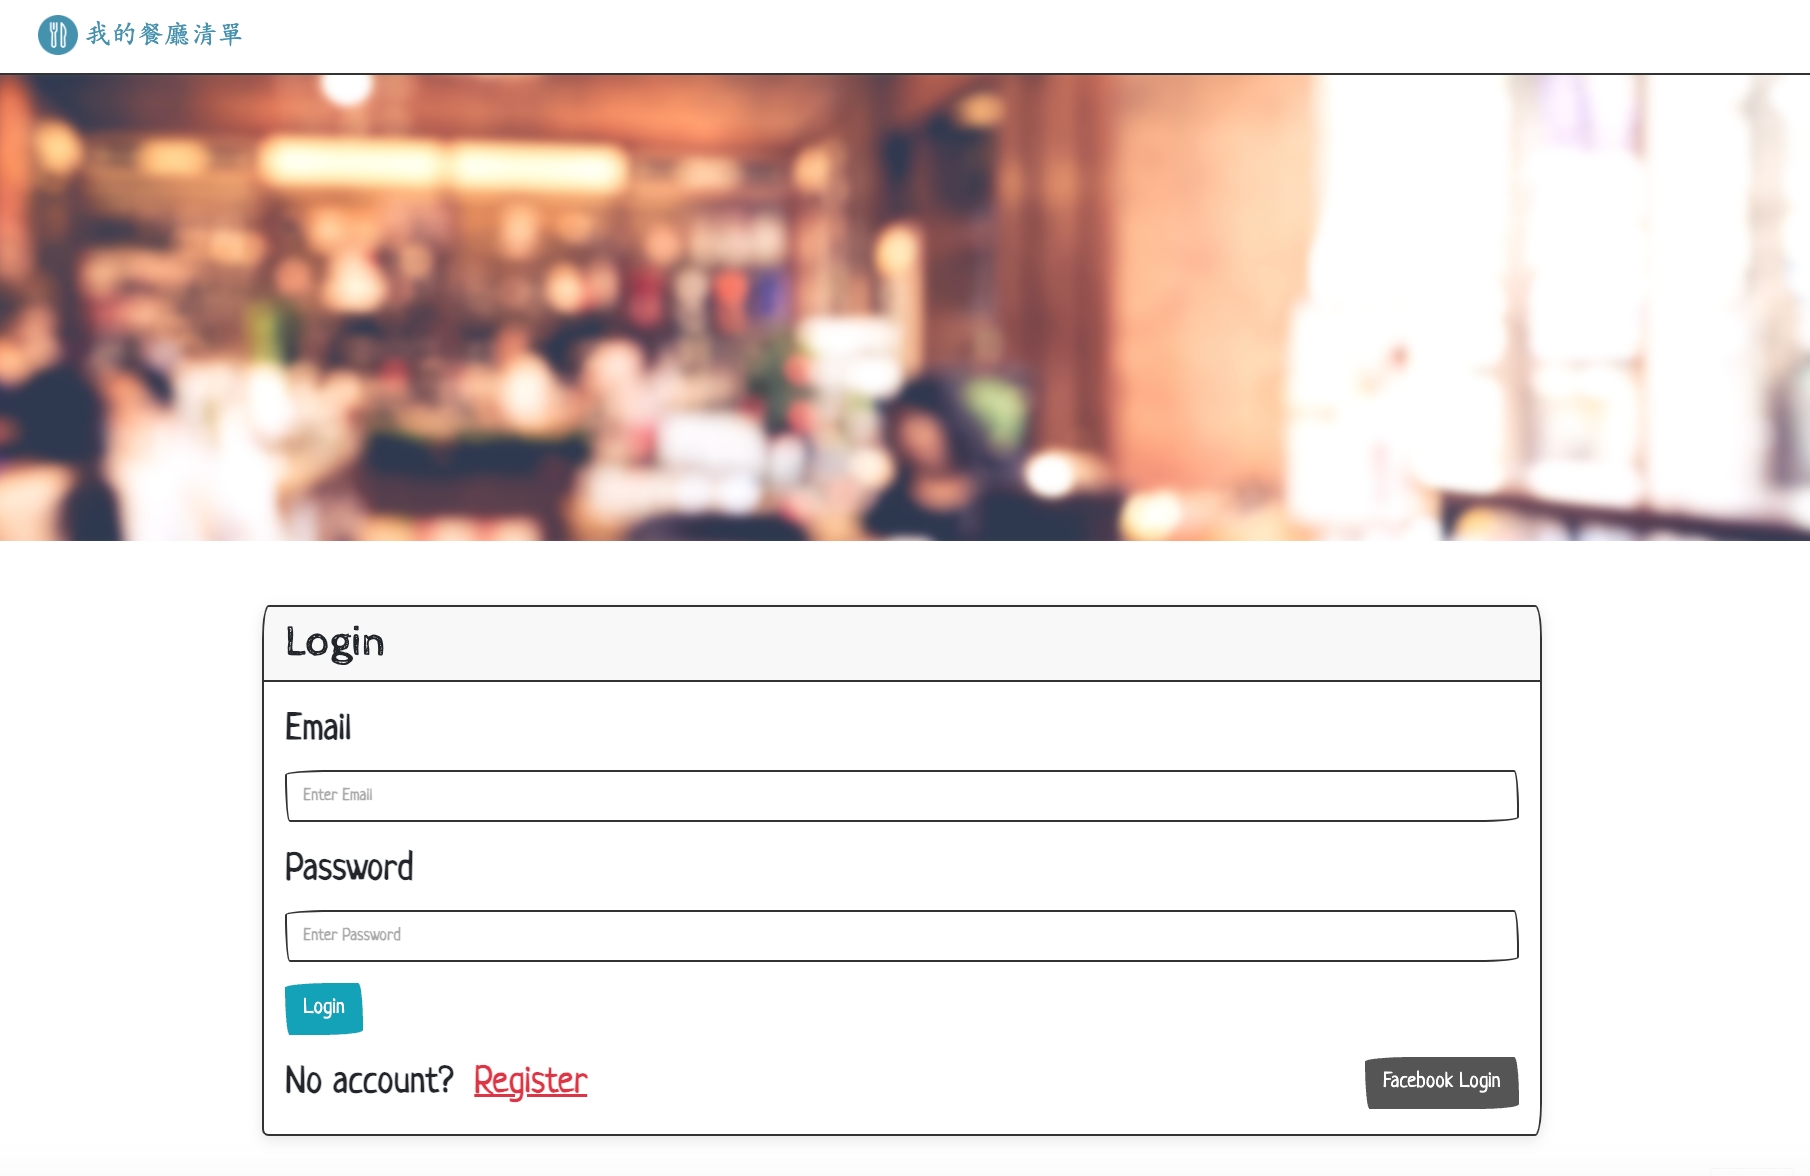 我的餐廳清單
Login
Email
Enter Email
Password
Enter Password
Login
No account? Register
Facebook Login